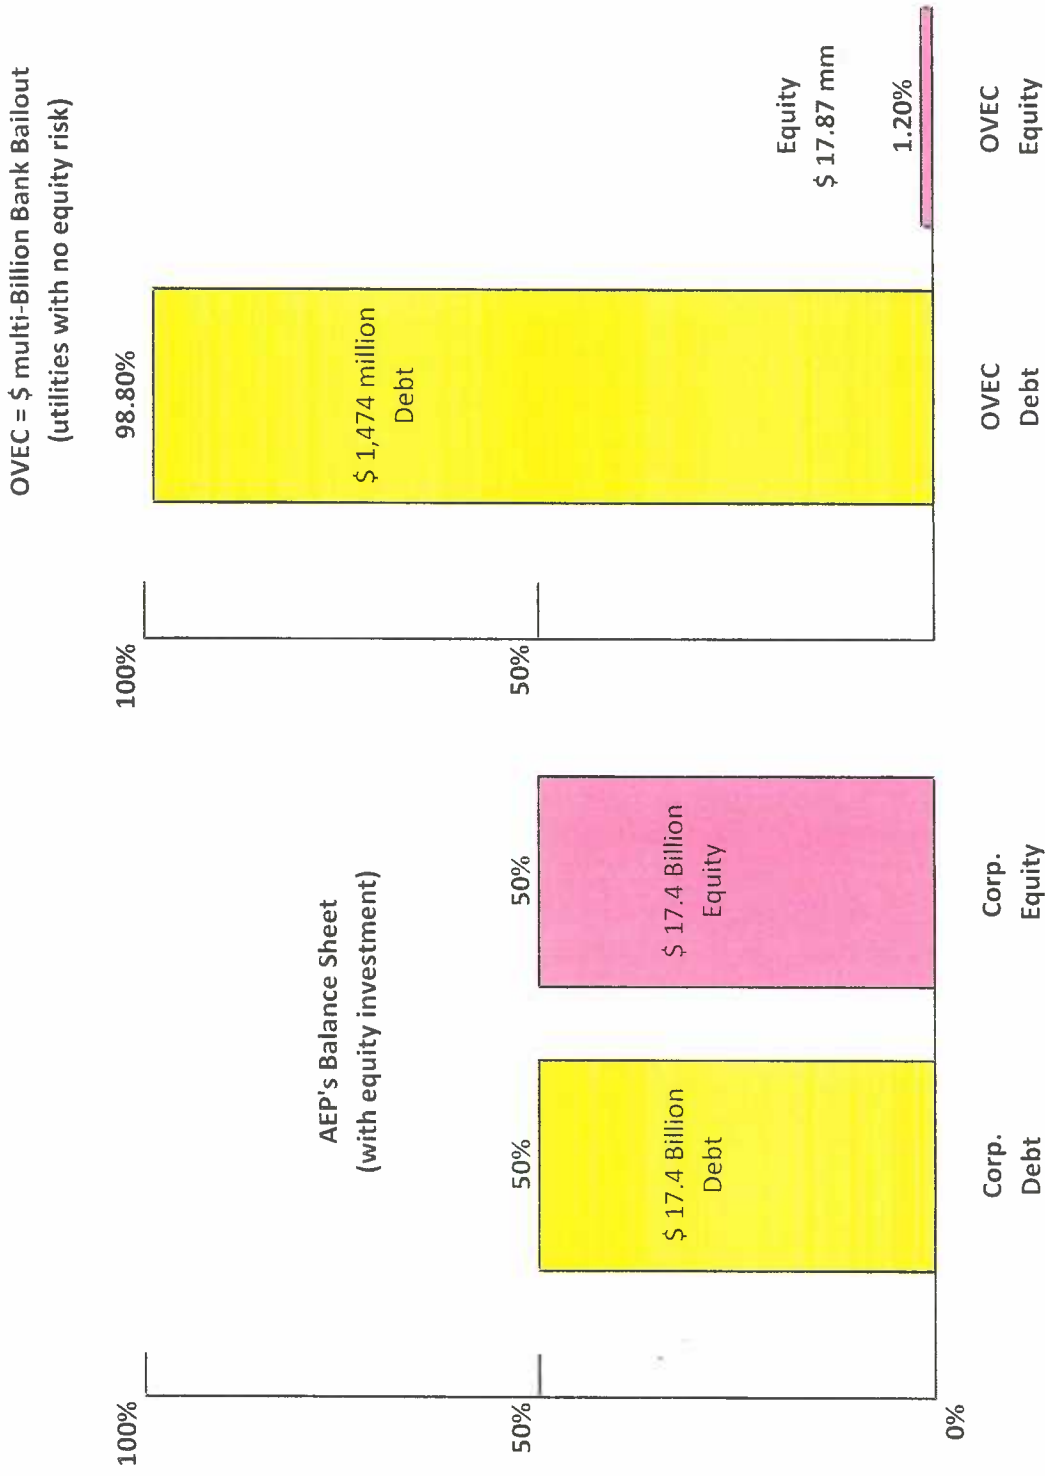 OVEC = $ multi-Billion Bank Bailout
(utilities with no equity risk)
AEP's Balance Sheet
(with equity investment)
100%
50%
0%
50%
$ 17.4 Billion
Debt
50%
$ 17.4 Billion
Equity
Corp.
Debt
Corp.
Equity
100%
50%
98.80%
$ 1,474 million
Debt
Equity
$ 17.87 mm
1.20%
OVEC
Debt
OVEC
Equity